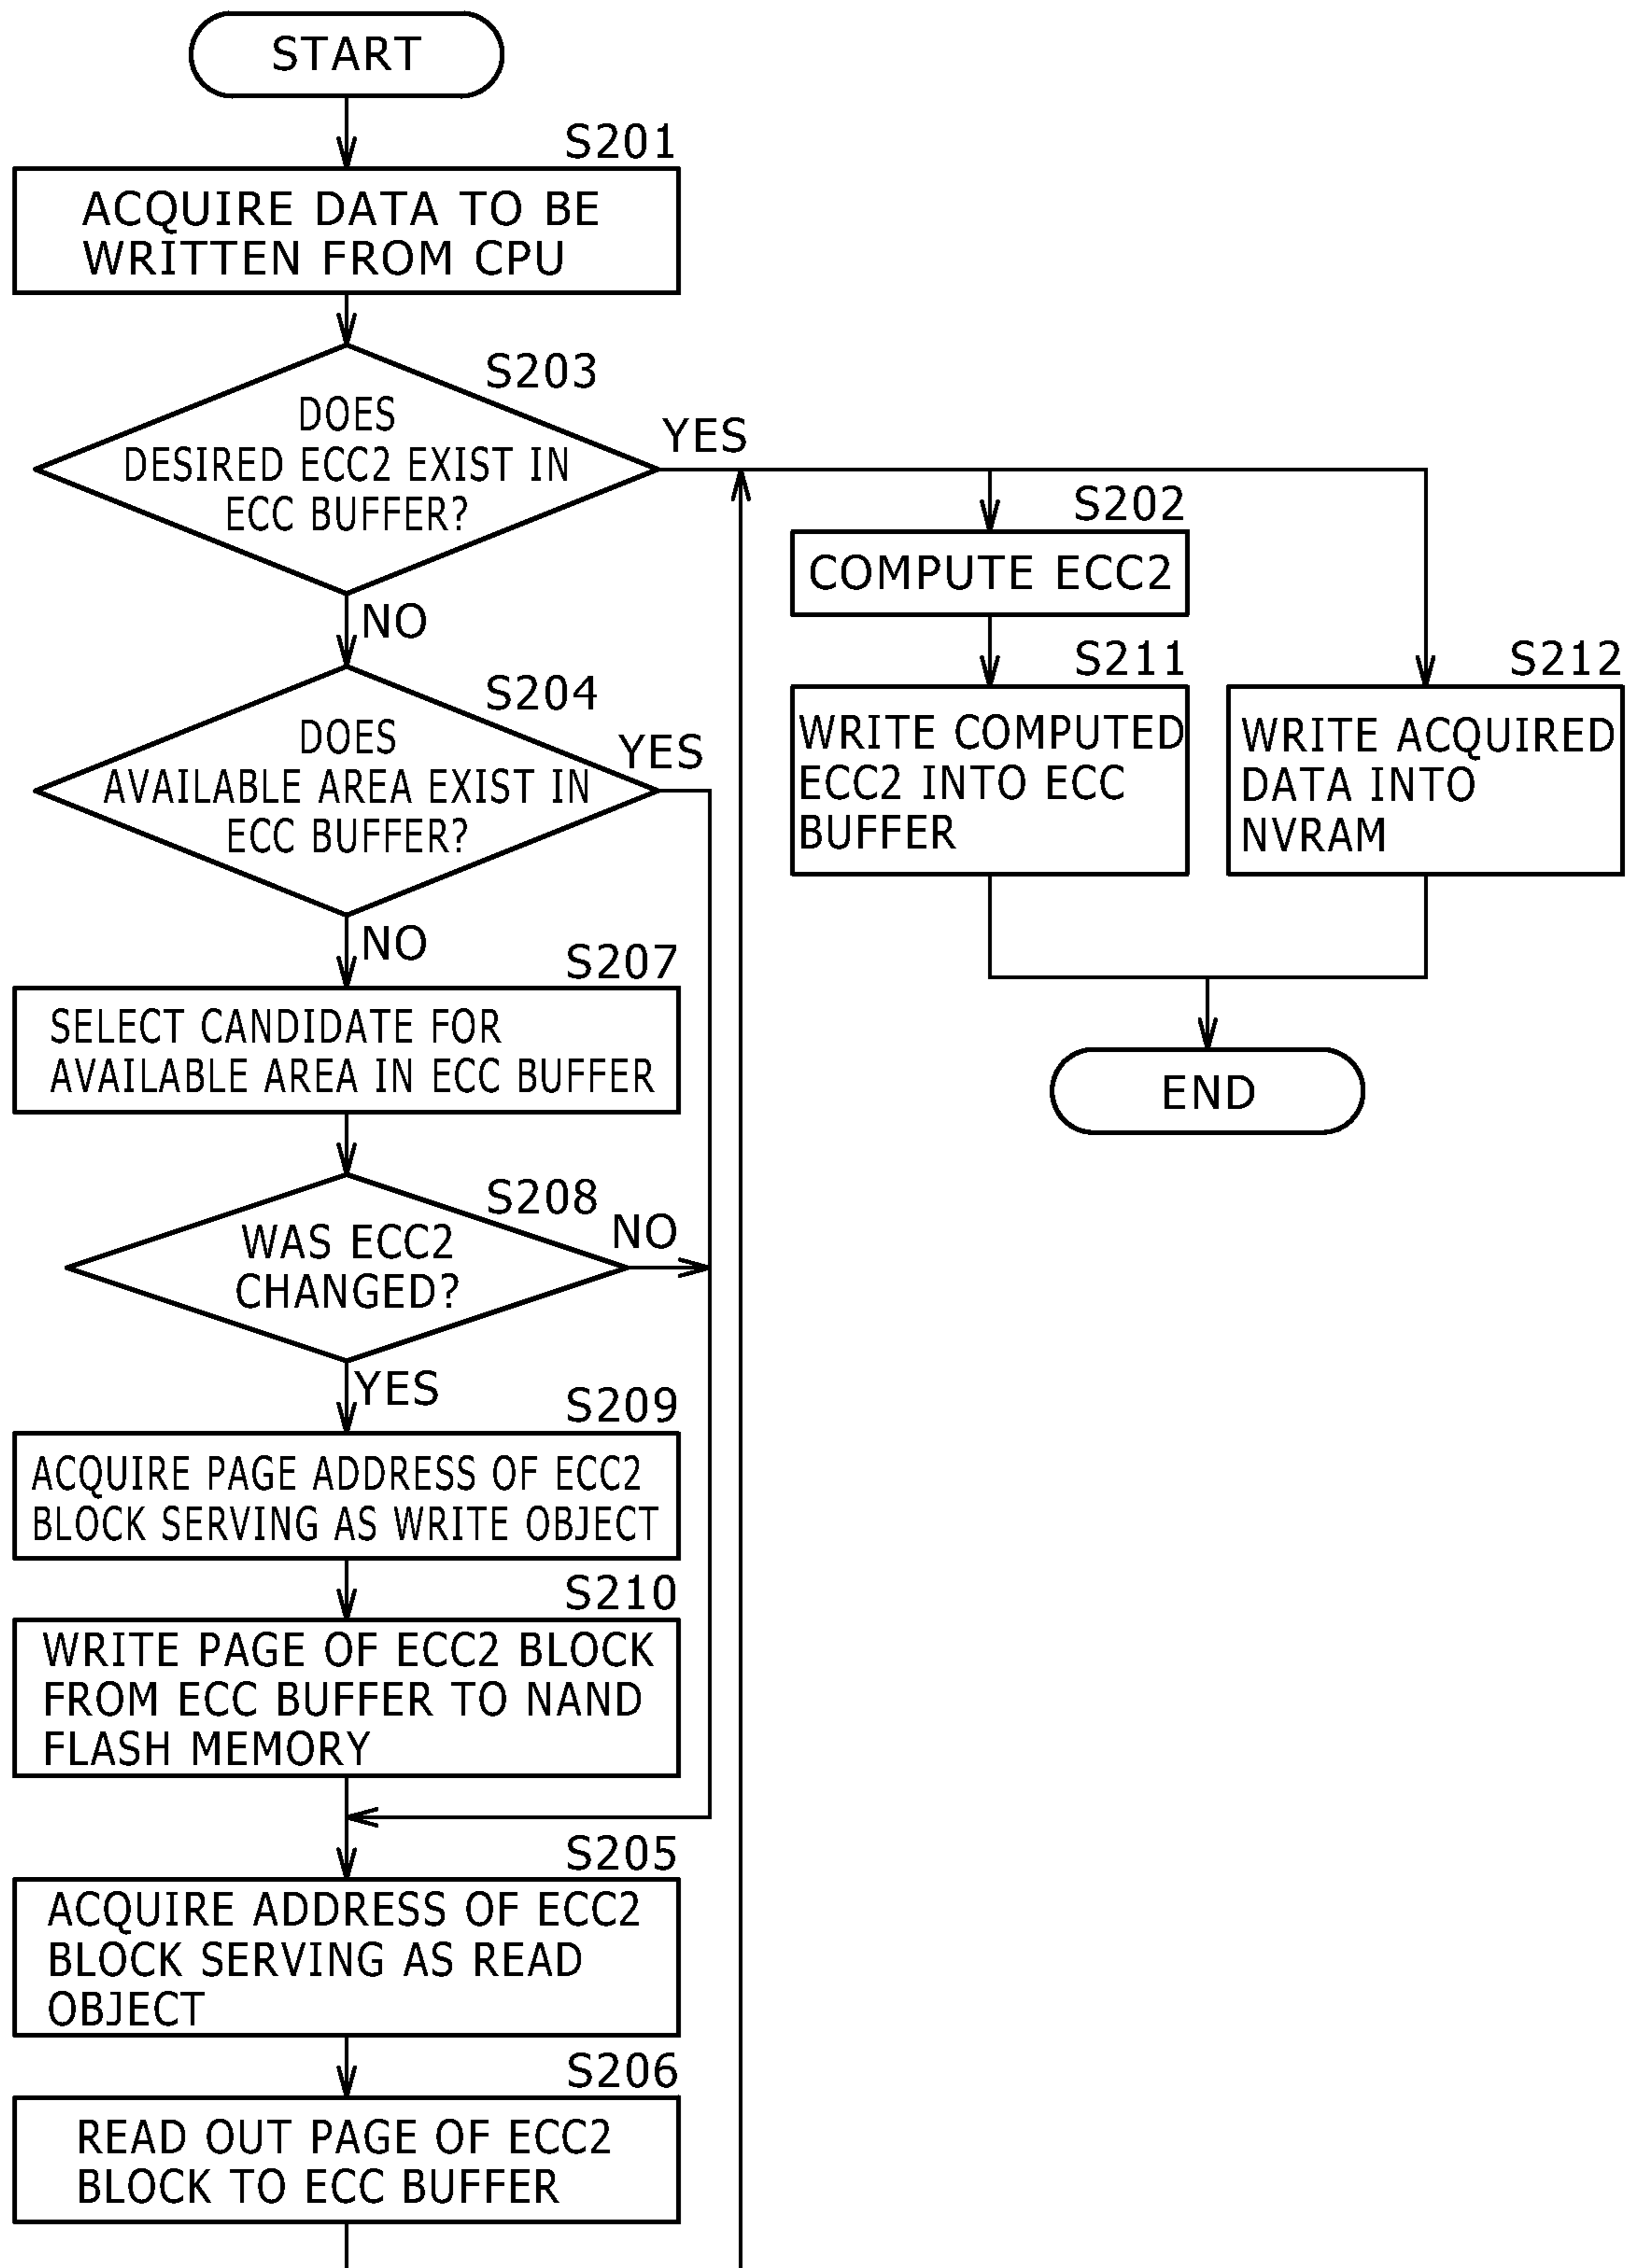 START
S201
ACQUIRE DATA TO BE
WRITTEN FROM CPU
S203
DOES
DESIRED ECC2 EXIST IN
ECC BUFFER?
YES
NO
S202
COMPUTE ECC2
S211
WRITE COMPUTED
ECC2 INTO ECC
BUFFER
S212
WRITE ACQUIRED
DATA INTO
NVRAM
END
S204
DOES
AVAILABLE AREA EXIST IN
ECC BUFFER?
YES
NO
S207
SELECT CANDIDATE FOR
AVAILABLE AREA IN ECC BUFFER
S208
WAS ECC2
CHANGED?
NO
YES
S209
ACQUIRE PAGE ADDRESS OF ECC2
BLOCK SERVING AS WRITE OBJECT
S210
WRITE PAGE OF ECC2 BLOCK
FROM ECC BUFFER TO NAND
FLASH MEMORY
S205
ACQUIRE ADDRESS OF ECC2
BLOCK SERVING AS READ
OBJECT
S206
READ OUT PAGE OF ECC2
BLOCK TO ECC BUFFER